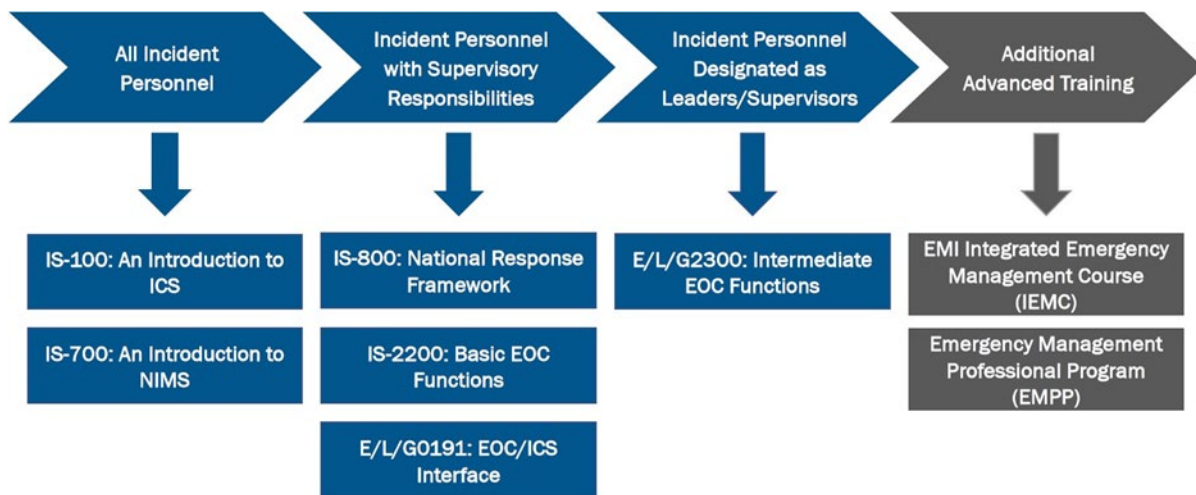 All Incident
Personnel
Incident Personnel
with Supervisory
Responsibilities
Incident Personnel
Designated as
Leaders/Supervisors
Additional
Advanced Training
IS-100: An Introduction to
ICS
IS-700: An Introduction to
NIMS
IS-800: National Response
Framework
IS-2200: Basic EOC
Functions
E/L/G0191: EOC/ICS
Interface
E/L/G2300: Intermediate
EOC Functions
EMI Integrated Emergency
Management Course
(IEMC)
Emergency Management
Professional Program
(EMPP)